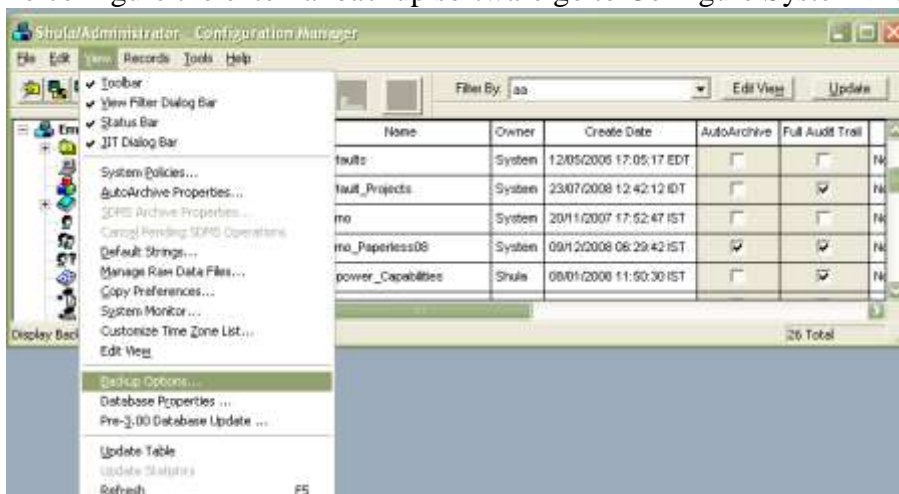 Shula/Administrator - Configuration Manager
File Edit View Records Tools Help
Filter By: aa Edit View Update
Toolbar
View Filter Dialog Bar
Status Bar
JIT Dialog Bar
System Policies...
AutoArchive Properties...
SDMS Archive Properties...
Cancel Pending SDMS Operations
Default Strings...
Manage Raw Data Files...
Copy Preferences...
System Monitor...
Customize Time Zone List...
Edit View
Backup Options...
Database Properties ...
Pre-3.00 Database Update ...
Update Table
Update Statistics
Refresh F5
Em
Name Owner Create Date AutoArchive Full Audit Trail
faults System 12/05/2006 17:05:17 EDT
fault_Projects System 23/07/2008 12:42:12 IDT
mo System 20/11/2007 17:52:47 IST
mo_Paperless08 System 09/12/2008 06:29:42 IST
power_Capabilities Shula 08/01/2008 11:50:30 IST
Display Back
26 Total